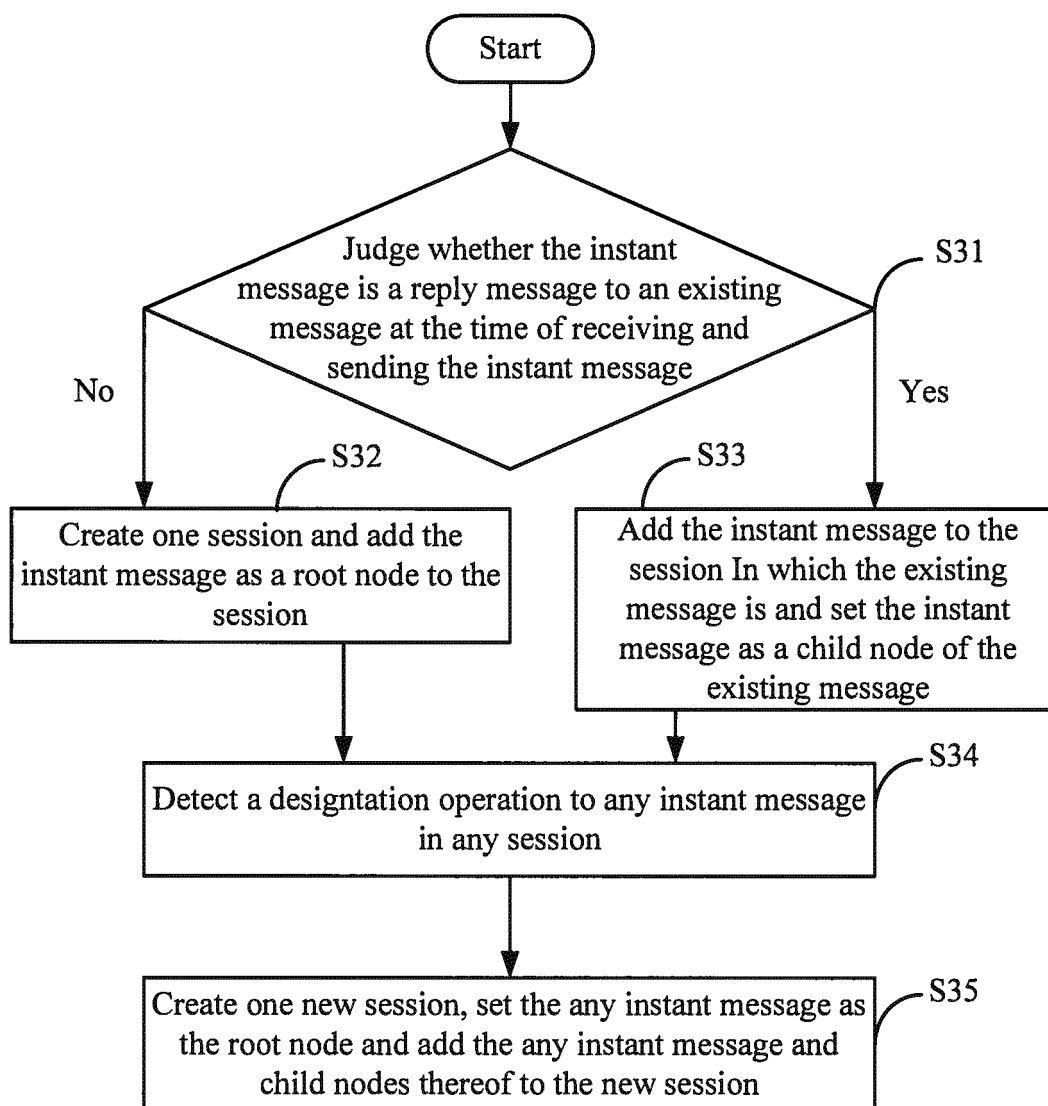 Start
Judge whether the instant
message is a reply message to an existing
message at the time of receiving and
sending the instant message
S31
No
Yes
S32
Create one session and add the
instant message as a root node to the
session
S33
Add the instant message to the
session In which the existing
message is and set the instant
message as a child node of the
existing message
S34
Detect a designtation operation to any instant message
in any session
S35
Create one new session, set the any instant message as
the root node and add the any instant message and
child nodes thereof to the new session